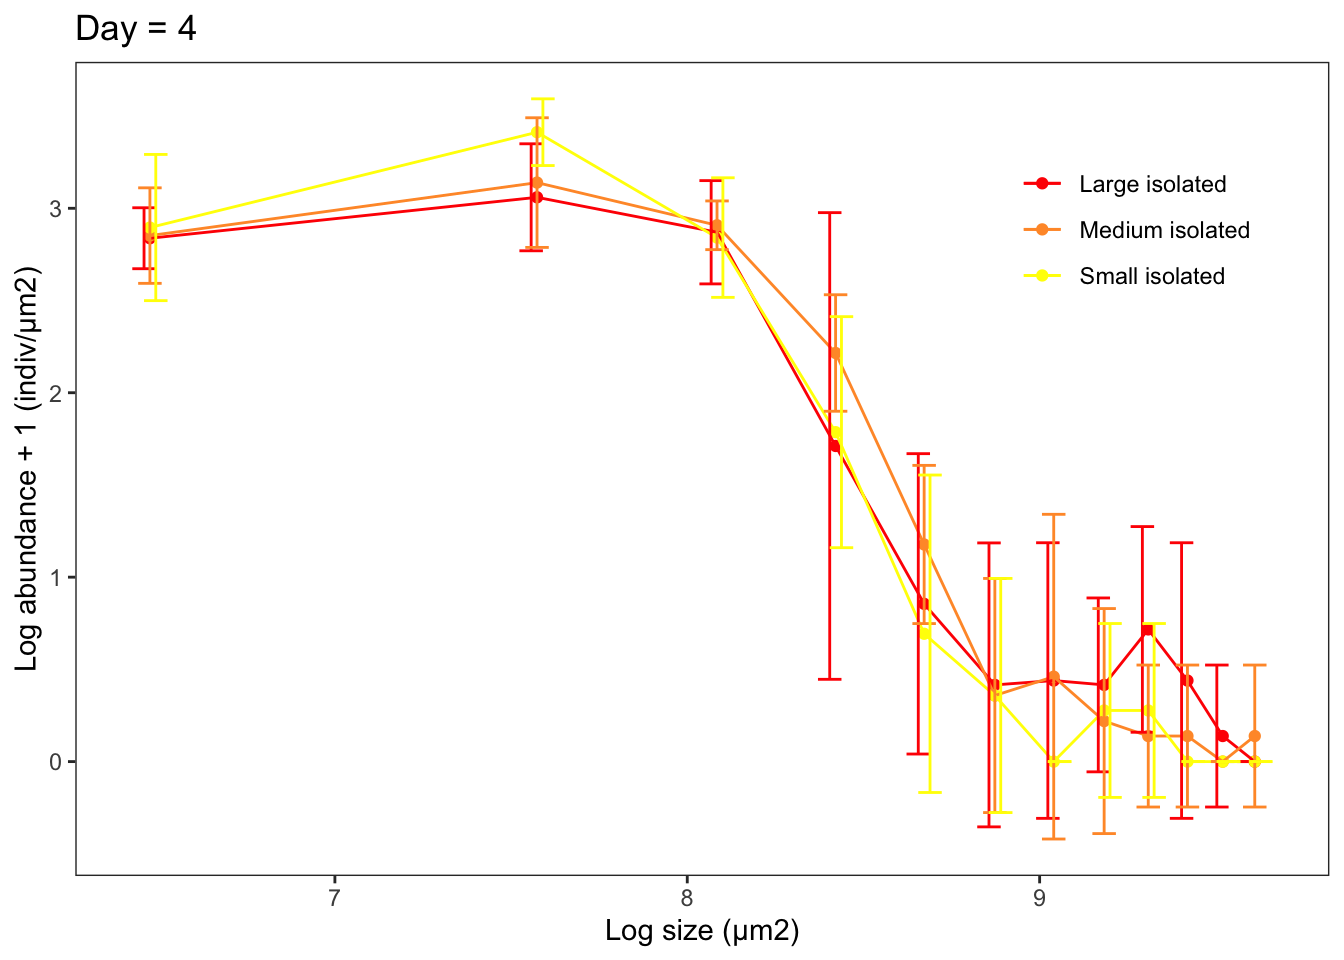 Day = 4
Log abundance + 1 (indiv/µm2)
3
2
1
0
Large isolated
Medium isolated
Small isolated
7
8
9
Log size (µm2)